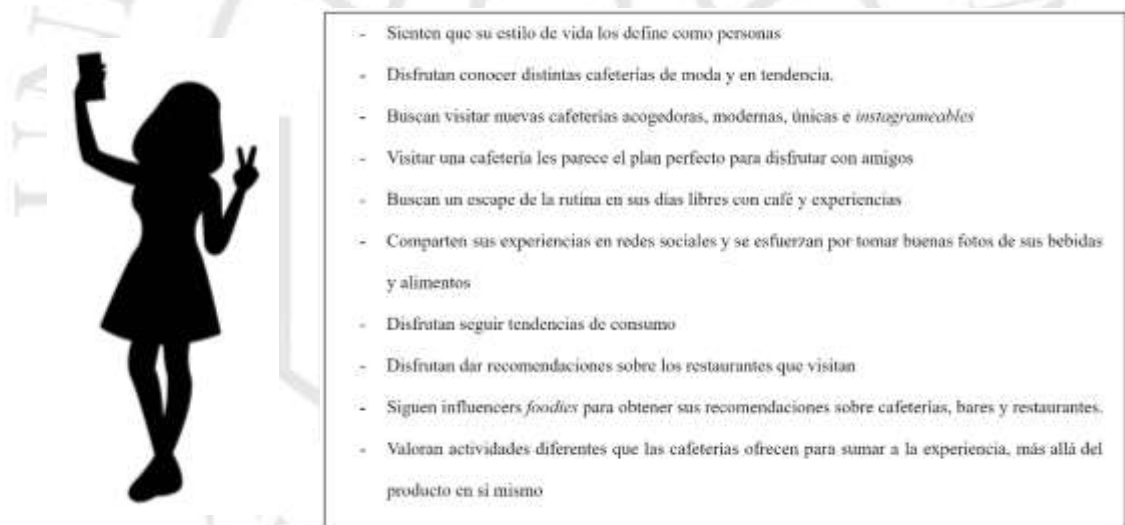 - Sienten que su estilo de vida los define como personas
- Disfrutan conocer distintas cafeterías de moda y en tendencia.
- Buscan visitar nuevas cafeterías acogedoras, modernas, únicas e instagrameables
- Visitar una cafetería les parece el plan perfecto para disfrutar con amigos
- Buscan un escape de la rutina en sus días libres con café y experiencias
- Comparten sus experiencias en redes sociales y se esfuerzan por tomar buenas fotos de sus bebidas
y alimentos
- Disfrutan seguir tendencias de consumo
- Disfrutan dar recomendaciones sobre los restaurantes que visitan
- Siguen influencers foodies para obtener sus recomendaciones sobre cafeterías, bares y restaurantes.
- Valoran actividades diferentes que las cafeterías ofrecen para sumar a la experiencia, más allá del
producto en sí mismo